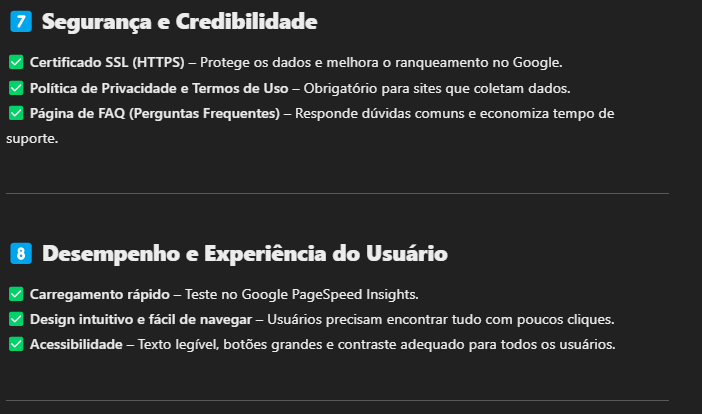 7 Segurança e Credibilidade
✅ Certificado SSL (HTTPS) – Protege os dados e melhora o ranqueamento no Google.
✅ Política de Privacidade e Termos de Uso – Obrigatório para sites que coletam dados.
✅ Página de FAQ (Perguntas Frequentes) – Responde dúvidas comuns e economiza tempo de
suporte.
8 Desempenho e Experiência do Usuário
✅ Carregamento rápido – Teste no Google PageSpeed Insights.
✅ Design intuitivo e fácil de navegar – Usuários precisam encontrar tudo com poucos cliques.
✅ Acessibilidade – Texto legível, botões grandes e contraste adequado para todos os usuários.